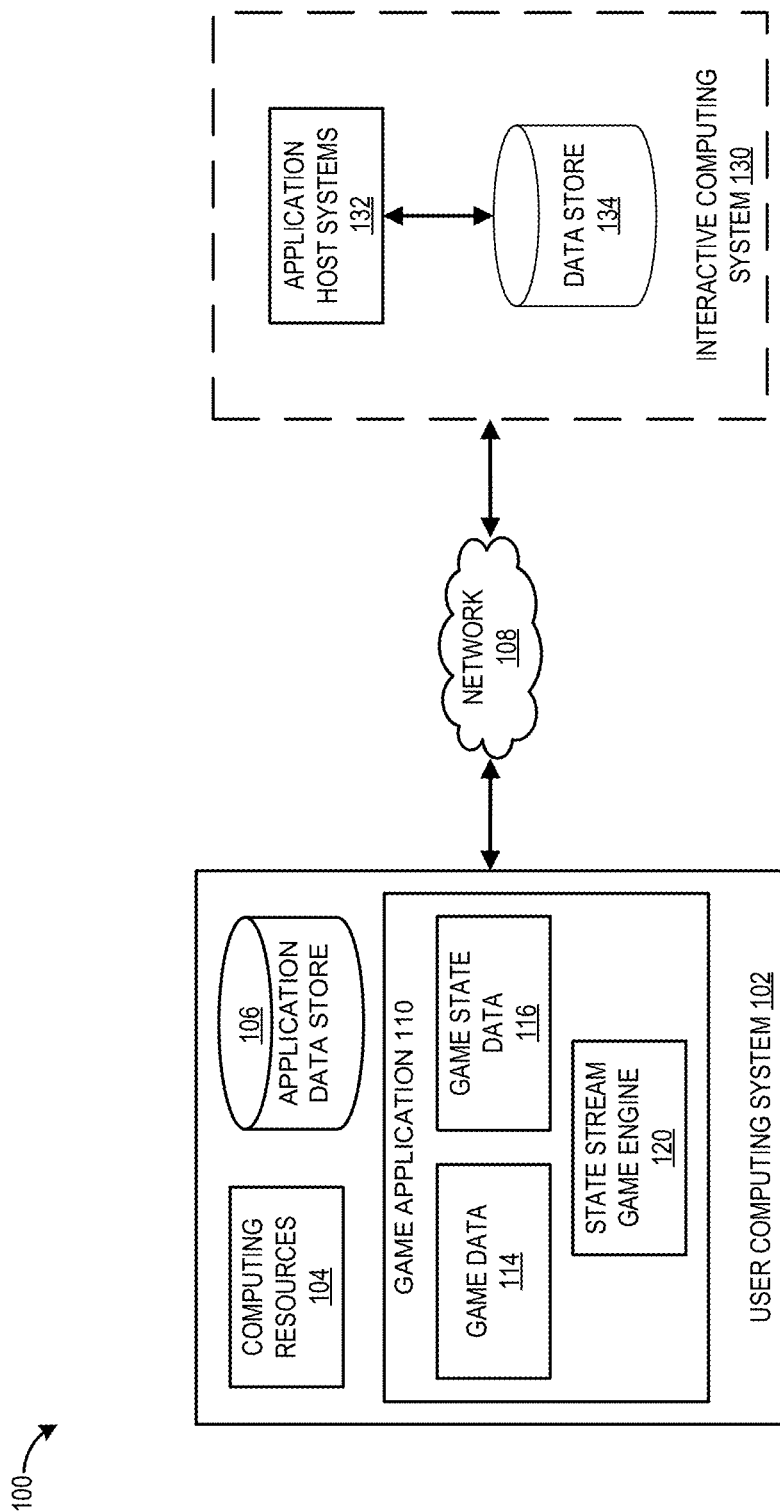 100
COMPUTING
RESOURCES
104
106
APPLICATION
DATA STORE
GAME APPLICATION 110
GAME DATA
114
GAME STATE
DATA
116
STATE STREAM
GAME ENGINE
120
USER COMPUTING SYSTEM 102
NETWORK
108
APPLICATION
HOST SYSTEMS
132
DATA STORE
134
INTERACTIVE COMPUTING
SYSTEM 130